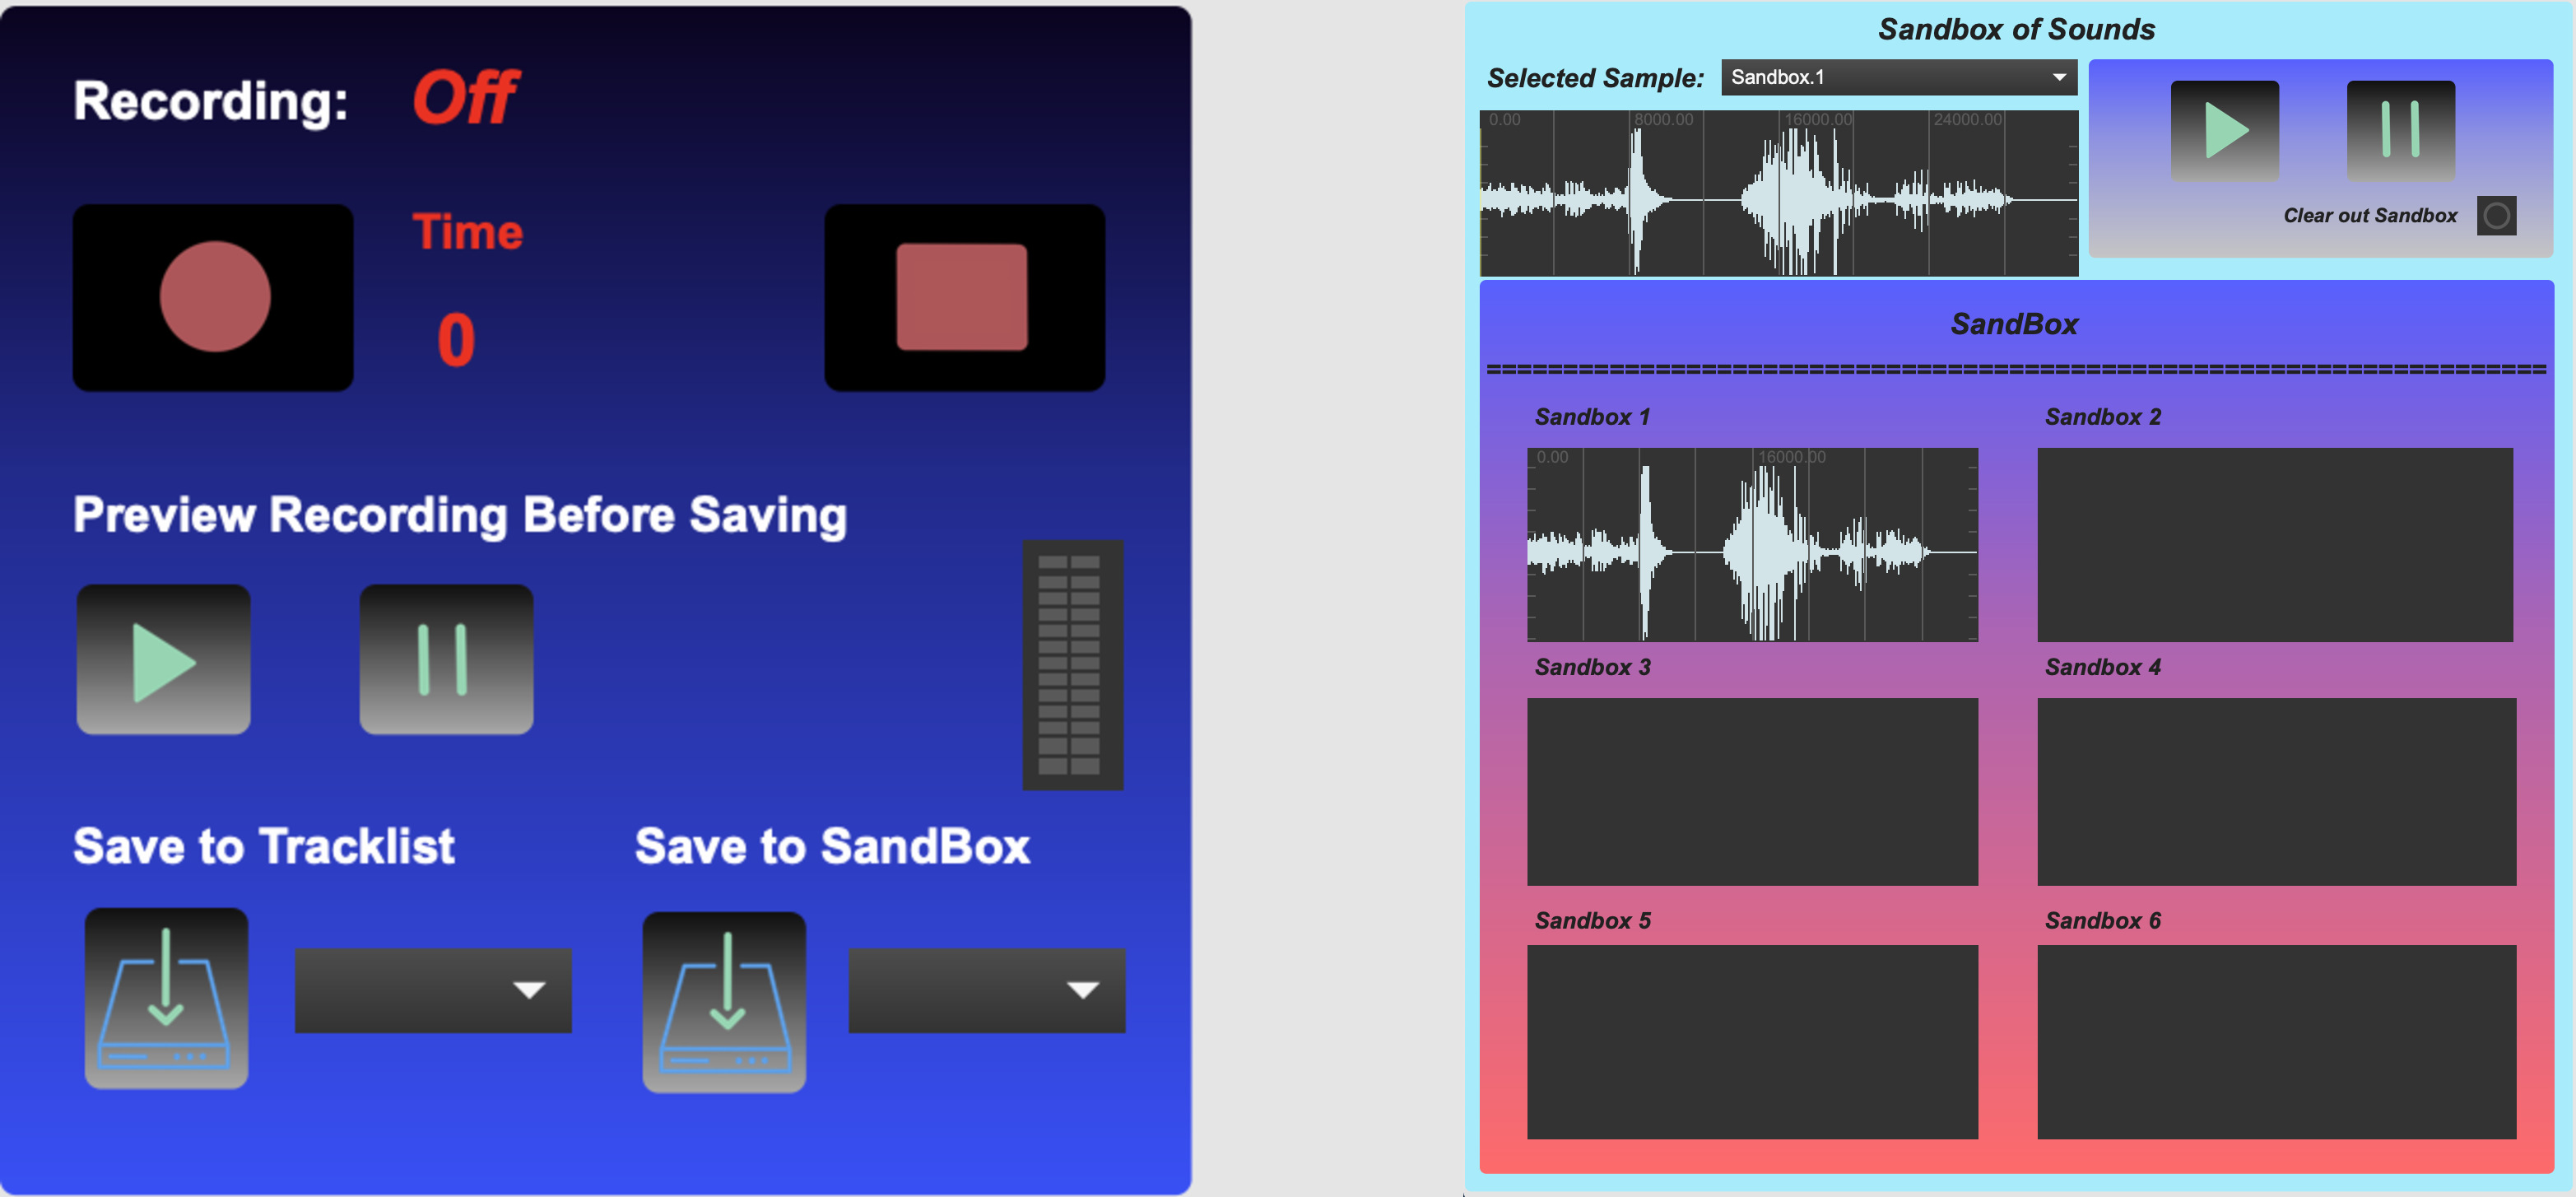 Recording: Off
Time
0
Preview Recording Before Saving
Save to Tracklist
Save to SandBox
Sandbox of Sounds
Selected Sample: Sandbox.1
0.00 8000.00 16000.00 24000.00
Clear out Sandbox
SandBox
Sandbox 1
Sandbox 2
0.00 16000.00
Sandbox 3
Sandbox 4
Sandbox 5
Sandbox 6